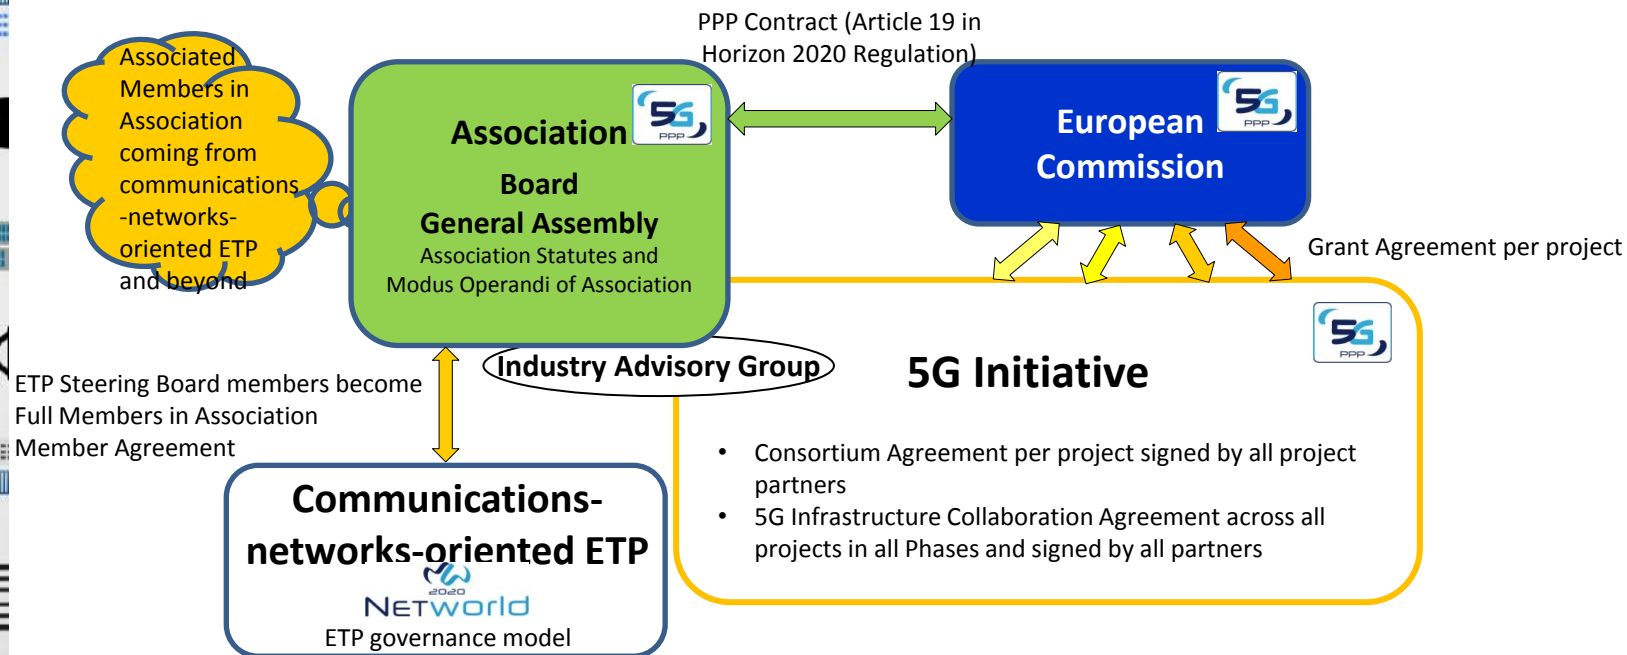 PPP Contract (Article 19 in
Horizon 2020 Regulation)
Associated
Members in
Association
coming from
communications
-networks-
oriented ETP
and beyond
Association
5G
PPP
Board
General Assembly
Association Statutes and
Modus Operandi of Association
European
Commission
5G
PPP
Grant Agreement per project
Industry Advisory Group
5G Initiative
5G
PPP
ETP Steering Board members become
Full Members in Association
Member Agreement
• Consortium Agreement per project signed by all project
partners
• 5G Infrastructure Collaboration Agreement across all
projects in all Phases and signed by all partners
Communications-
networks-oriented ETP
2020
NETWorld
ETP governance model